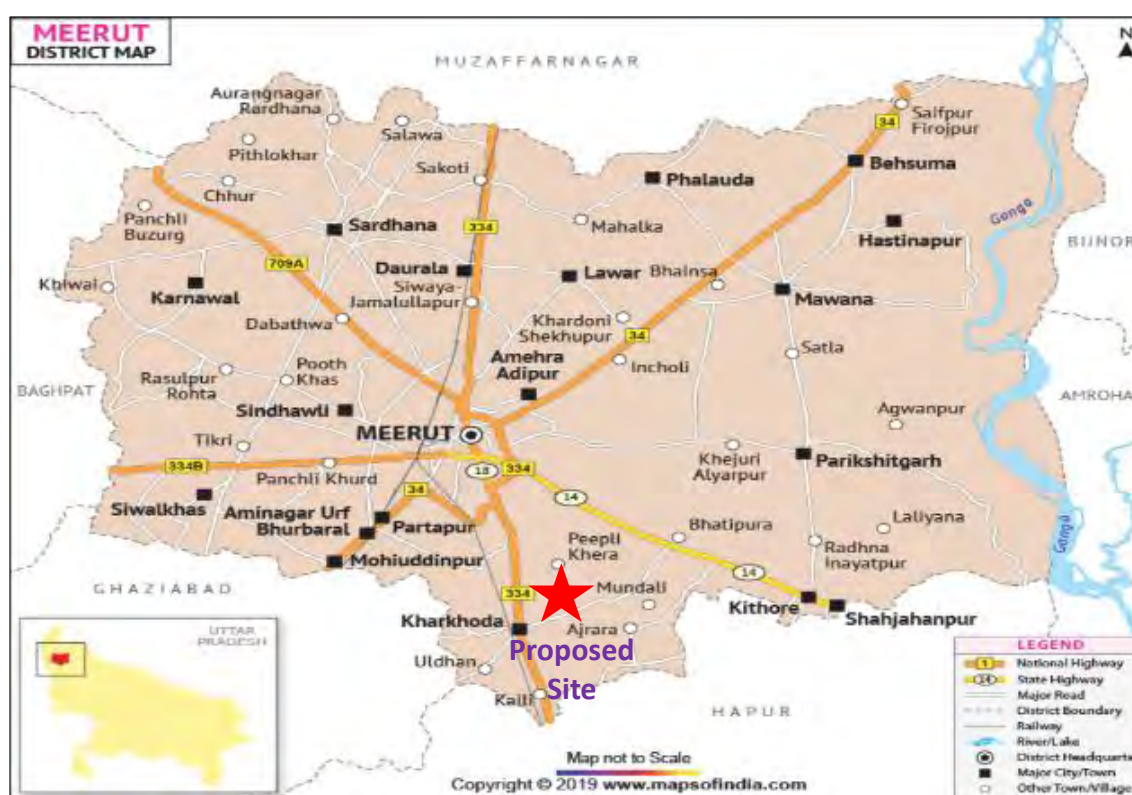 MEERUT
DISTRICT MAP
N
MUZAFFARNAGAR
Aurangnagar
Rardhana
Salawa
Saifpur
Firojpur
34
Pithlokhar
Sakoti
Behsuma
Phalauda
Chhur
Panchli
Buzurg
Sardhana
334
Mahalka
Ganga
Hastinapur
BIJNOR
709A
Daurala
Lawar
Bhainsa
Siwaya-
Jamalullapur
Khiwai
Karnawal
Mawana
Dabathwa
Khardoni
Shekhupur
34
Satla
Incholi
Amehra
Adipur
Pooth
Khas
Rasulpur
Rohta
BAGHPAT
AMROHA
Sindhawli
Agwanpur
MEERUT
Tikri
Khejuri
Alyarpur
Parikshitgarh
334B
18
334
Panchli Khurd
34
14
Siwalkhas
Aminagar Urf
Bhurbaral
Partapur
Bhatipura
Laliyana
Peepli
Khera
Radhna
Inayatpur
Ganga
Mohiuddinpur
GHAZIABAD
14
334
Mundali
Kithore
Shahjahanpur
Kharkhoda
Ajrara
Proposed
Site
Uldhan
Kaili
HAPUR
UTTAR
PRADESH
LEGEND
1 National Highway
24 State Highway
Major Road
District Boundary
Railway
River/Lake
District Headquarte
Major City/Town
Other Town/Village
Map not to Scale
Copyright © 2019 www.mapsofindia.com